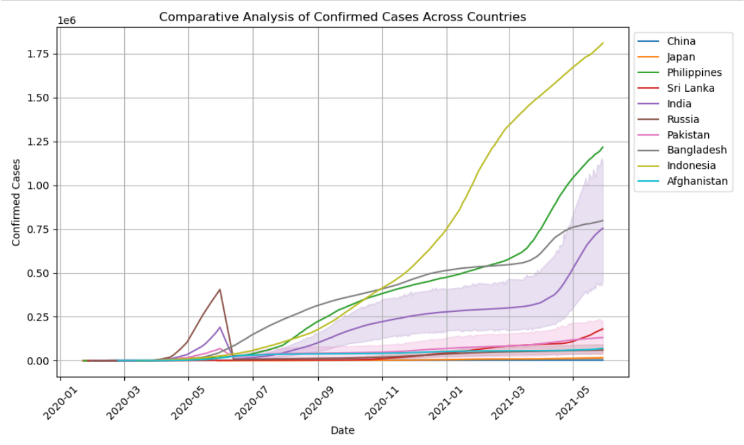 Comparative Analysis of Confirmed Cases Across Countries
1e6
1.75
1.50
1.25
1.00
0.75
0.50
0.25
0.00
Confirmed Cases
2020-01
2020-03
2020-05
2020-07
2020-09
2020-11
2021-01
2021-03
2021-05
Date
China
Japan
Philippines
Sri Lanka
India
Russia
Pakistan
Bangladesh
Indonesia
Afghanistan